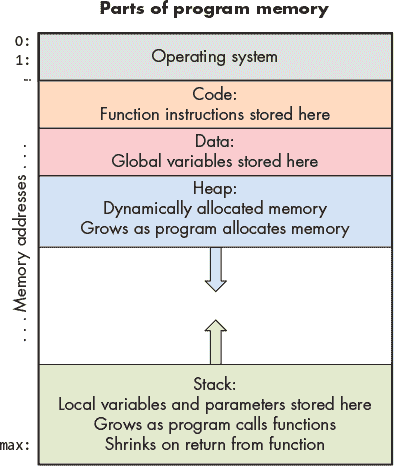 Parts of program memory
0:
1:
...
Operating system
Code:
Function instructions stored here
Data:
Global variables stored here
Heap:
Dynamically allocated memory
Grows as program allocates memory
. . . Memory addresses . . . .
Stack:
Local variables and parameters stored here
Grows as program calls functions
Shrinks on return from function
max: